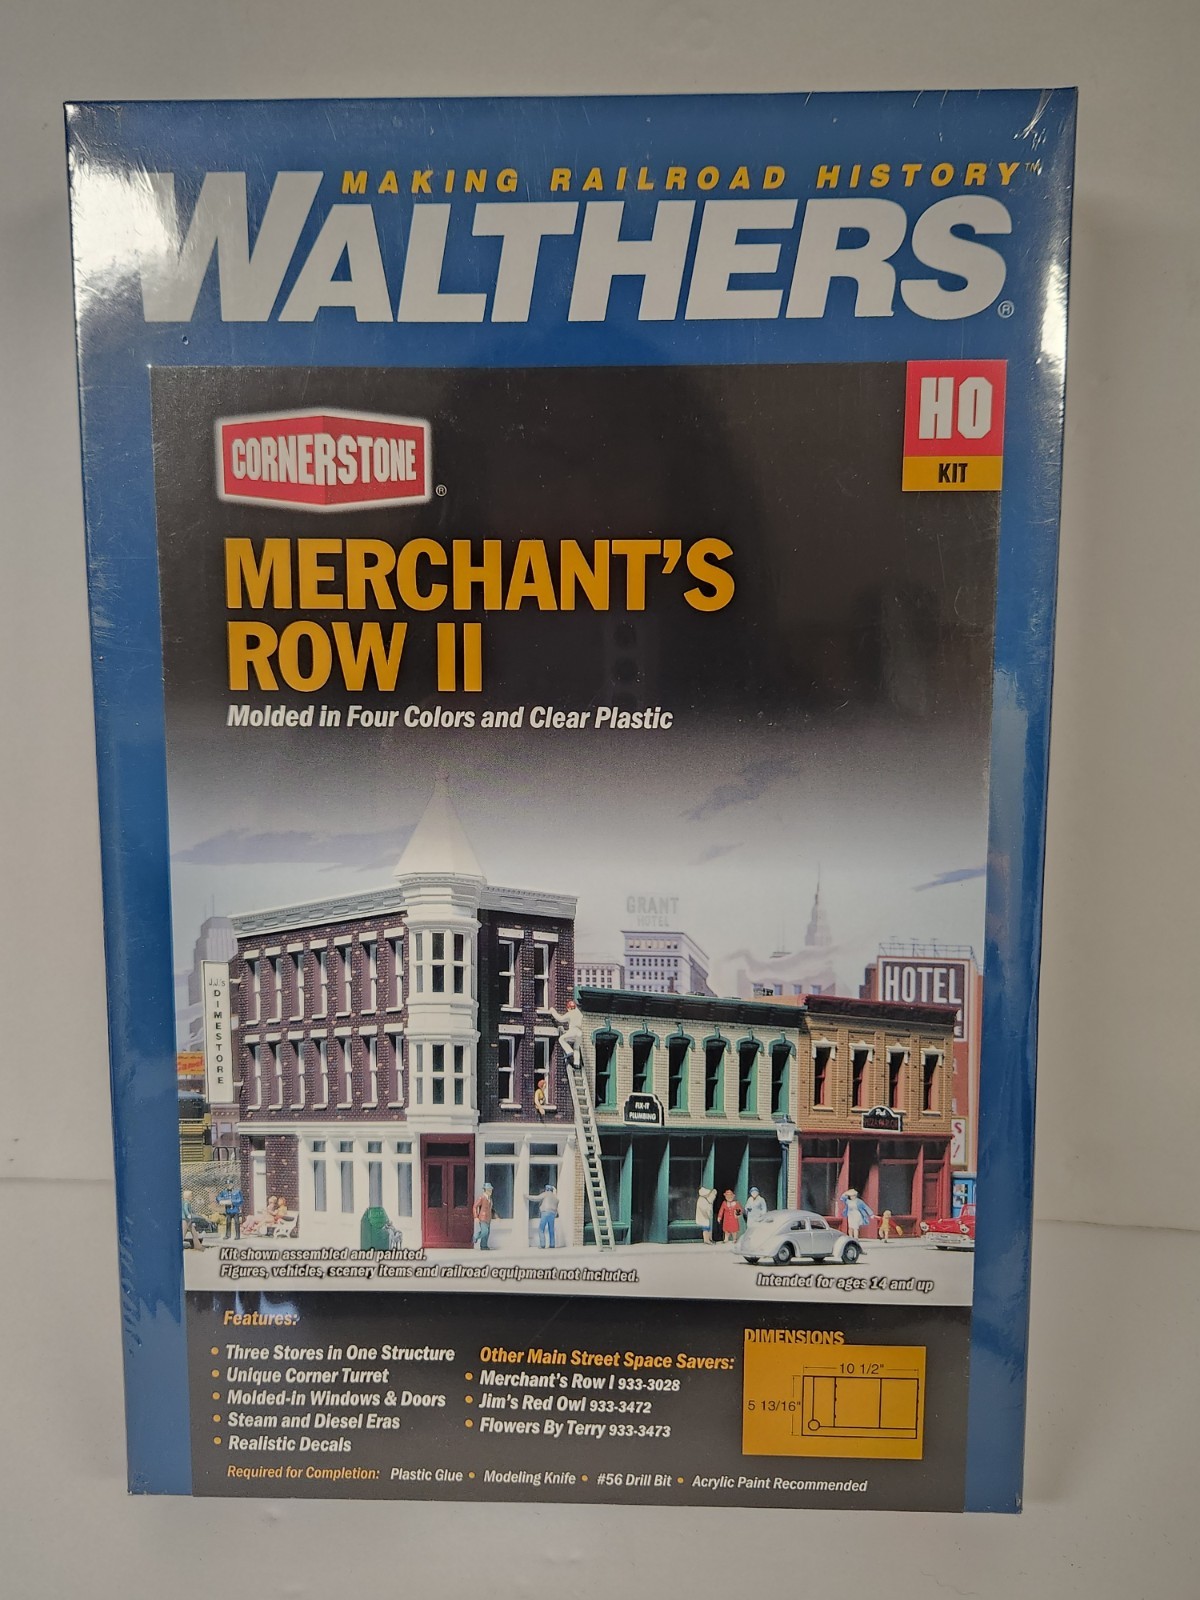 MAKING RAILROAD HISTORY™
WALTHERS®
HO
KIT
CORNERSTONE®
MERCHANT'S
ROW II
Molded in Four Colors and Clear Plastic
GRANT
HOTEL
HOTEL
J.J.'s
DIMESTORE
FIX-IT
PLUMBING
Kit shown assembled and painted.
Figures, vehicles, scenery items and railroad equipment not included.
Intended for ages 14 and up
Features:
• Three Stores in One Structure
• Unique Corner Turret
• Molded-in Windows & Doors
• Steam and Diesel Eras
• Realistic Decals
Other Main Street Space Savers:
• Merchant's Row I 933-3028
• Jim's Red Owl 933-3472
• Flowers By Terry 933-3473
DIMENSIONS
10 1/2"
5 13/16"
Required for Completion: Plastic Glue • Modeling Knife • #56 Drill Bit • Acrylic Paint Recommended